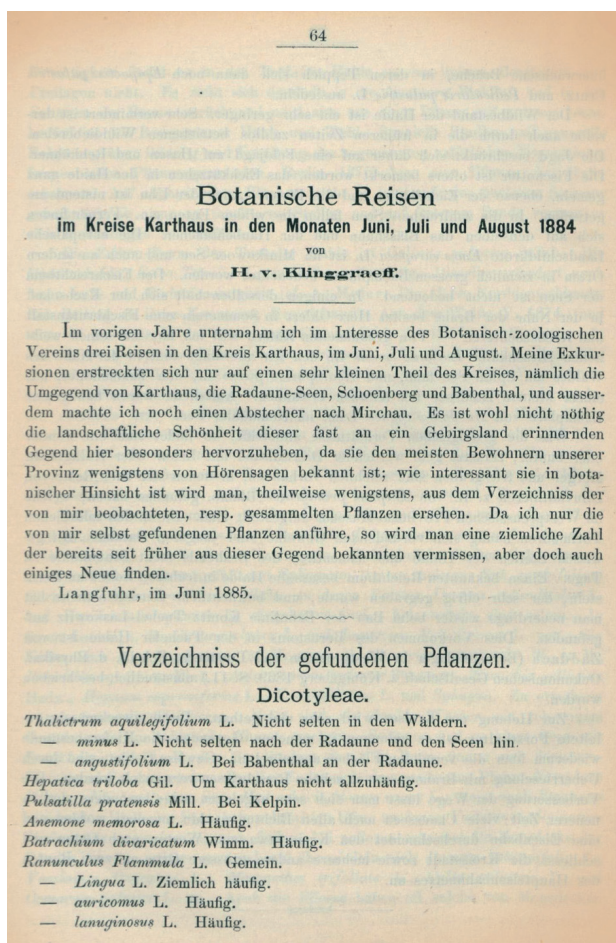 64
Botanische Reisen
im Kreise Karthaus in den Monaten Juni, Juli und August 1884
von
H. v. Klinggraeff.
Im vorigen Jahre unternahm ich im Interesse des Botanisch-zoologischen
Vereins drei Reisen in den Kreis Karthaus, im Juni, Juli und August. Meine Exkur-
sionen erstreckten sich nur auf einen sehr kleinen Theil des Kreises, nämlich die
Umgegend von Karthaus, die Radaune-Seen, Schoenberg und Babenthal, und ausser-
dem machte ich noch einen Abstecher nach Mirchau. Es ist wohl nicht nöthig
die landschaftliche Schönheit dieser fast an ein Gebirgsland erinnernden
Gegend hier besonders hervorzuheben, da sie den meisten Bewohnern unserer
Provinz wenigstens von Hörensagen bekannt ist; wie interessant sie in bota-
nischer Hinsicht ist wird man, theilweise wenigstens, aus dem Verzeichniss der
von mir beobachteten, resp. gesammelten Pflanzen ersehen. Da ich nur die
von mir selbst gefundenen Pflanzen anführe, so wird man eine ziemliche Zahl
der bereits seit früher aus dieser Gegend bekannten vermissen, aber doch auch
einiges Neue finden.
Langfuhr, im Juni 1885.
Verzeichniss der gefundenen Pflanzen.
Dicotyleae.
Thalictrum aquilegifolium L. Nicht selten in den Wäldern.
— minus L. Nicht selten nach der Radaune und den Seen hin.
— angustifolium L. Bei Babenthal an der Radaune.
Hepatica triloba Gil. Um Karthaus nicht allzuhäufig.
Pulsatilla pratensis Mill. Bei Kelpin.
Anemone memorosa L. Häufig.
Batrachium divaricatum Wimm. Häufig.
Ranunculus Flammula L. Gemein.
— Lingua L. Ziemlich häufig.
— auricomus L. Häufig.
— lanuginosus L. Häufig.